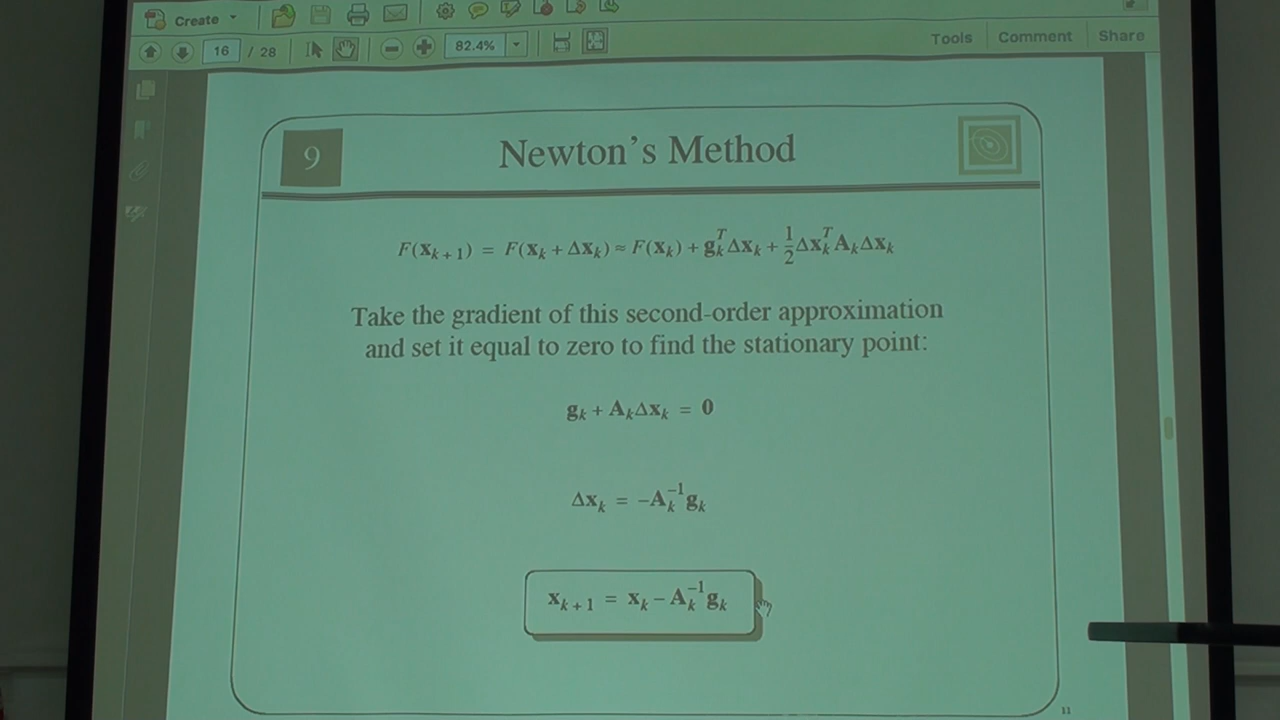 Create
16 / 28
82.4%
Tools
Comment
Share
9
Newton's Method
F(x_{k+1}) = F(x_k + Δx_k) ≈ F(x_k) + g_k^T Δx_k + \frac{1}{2} Δx_k^T A_k Δx_k
Take the gradient of this second-order approximation
and set it equal to zero to find the stationary point:
g_k + A_k Δx_k = 0
Δx_k = -A_k^{-1} g_k
x_{k+1} = x_k - A_k^{-1} g_k
11